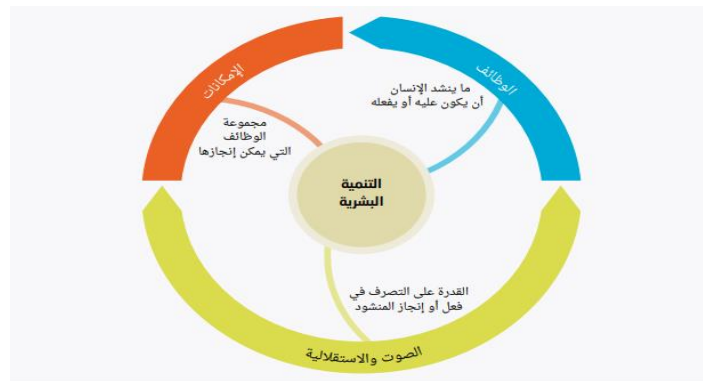 الوظائف
ما ينشد الإنسان
أن يكون عليه أو يفعله
الإمكانات
مجموعة
الوظائف
التي يمكن إنجازها
التنمية
البشرية
القدرة على التصرف في
فعل أو إنجاز المنشود
الصوت والاستقلالية